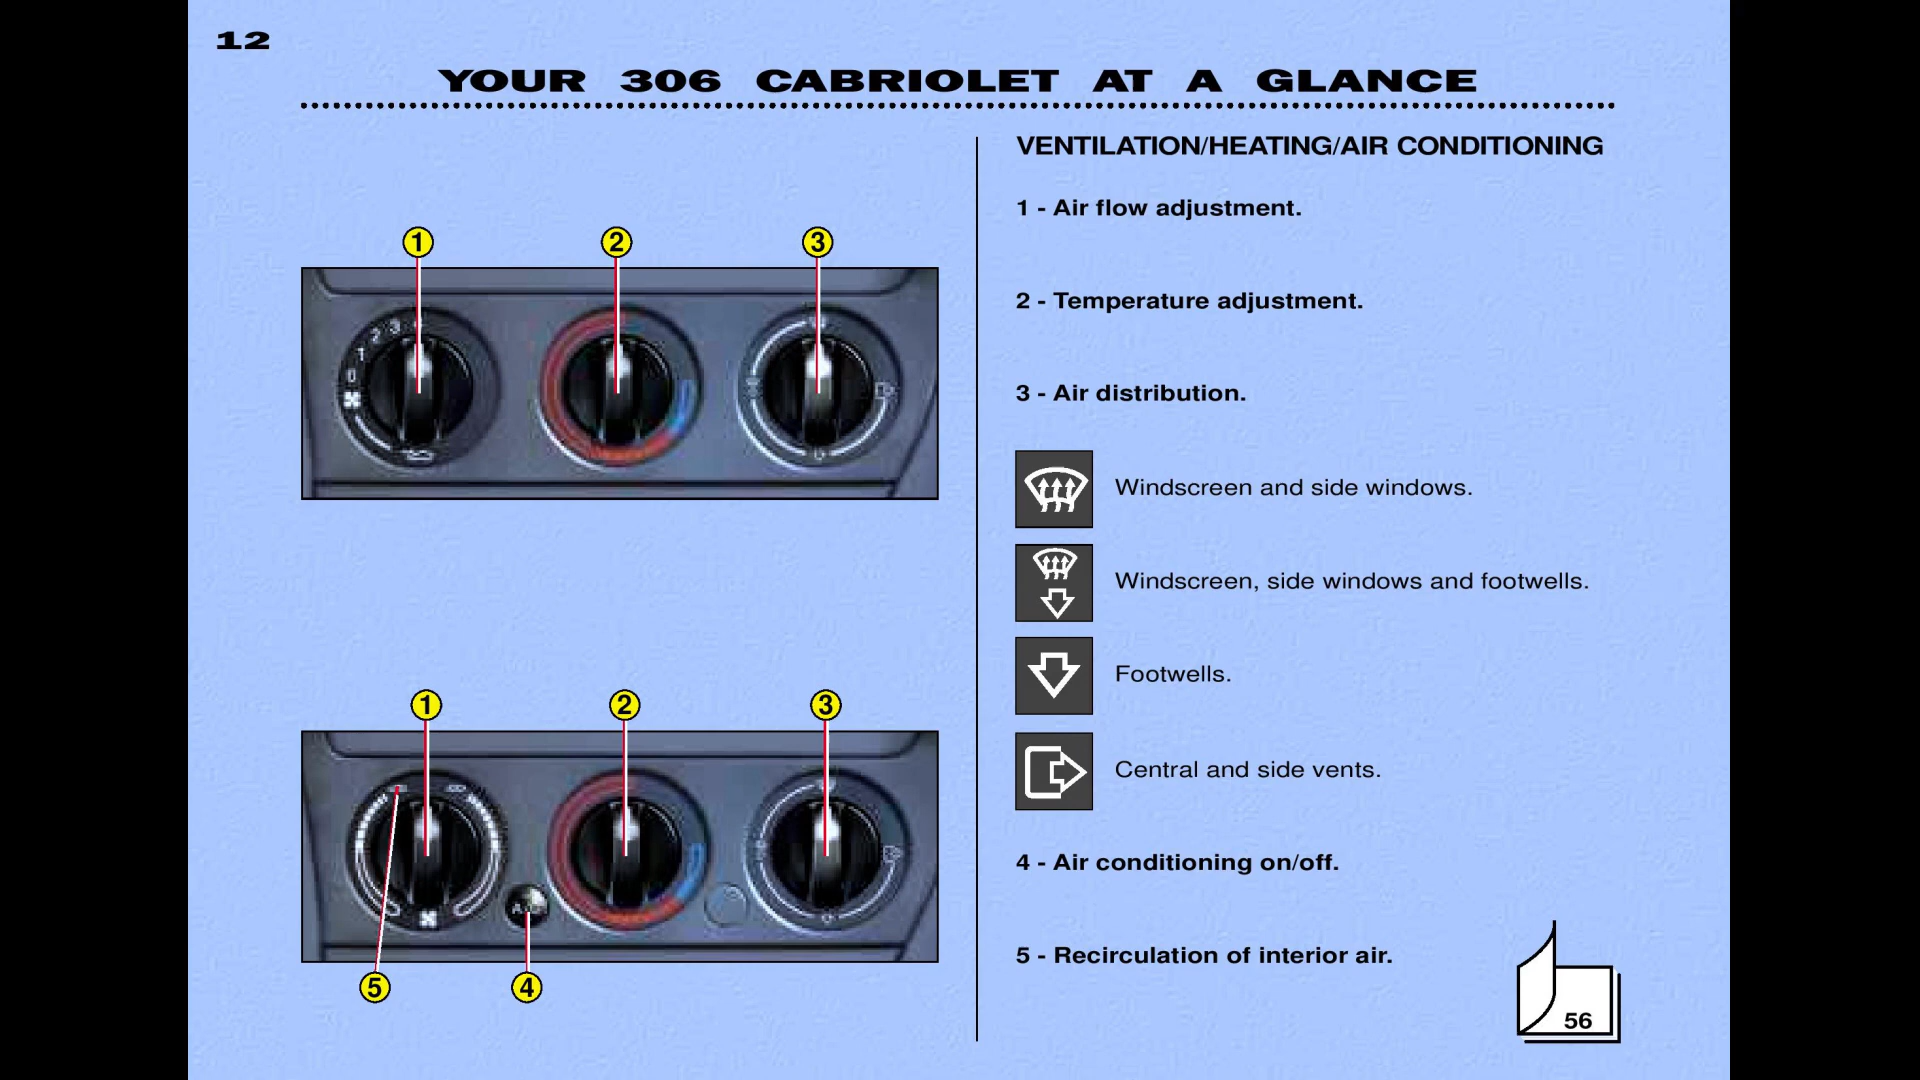 12
YOUR 306 CABRIOLET AT A GLANCE
VENTILATION/HEATING/AIR CONDITIONING
1 - Air flow adjustment.
2 - Temperature adjustment.
3 - Air distribution.
Windscreen and side windows.
Windscreen, side windows and footwells.
Footwells.
Central and side vents.
4 - Air conditioning on/off.
5 - Recirculation of interior air.
56
1 2 3
0 1 2 3
1 2 3
5 4